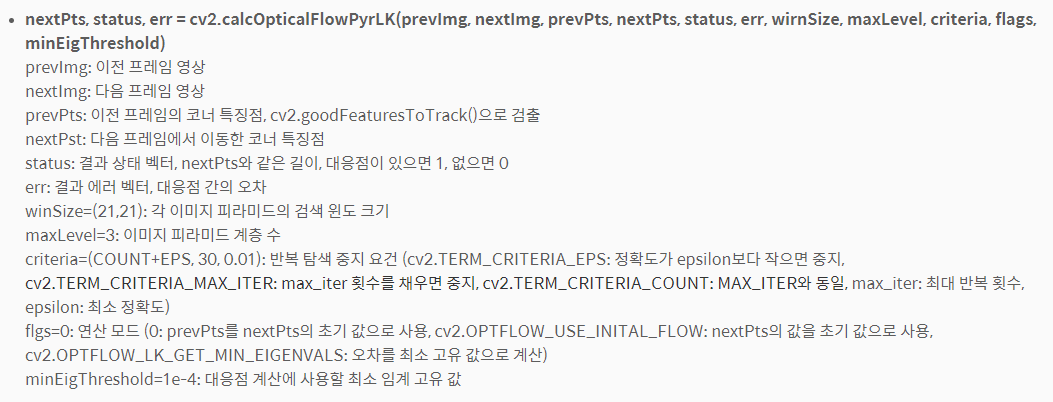 • nextPts, status, err = cv2.calcOpticalFlowPyrLK(prevImg, nextImg, prevPts, nextPts, status, err, wirnSize, maxLevel, criteria, flags,
minEigThreshold)
prevImg: 이전 프레임 영상
nextImg: 다음 프레임 영상
prevPts: 이전 프레임의 코너 특징점, cv2.goodFeaturesToTrack()으로 검출
nextPst: 다음 프레임에서 이동한 코너 특징점
status: 결과 상태 벡터, nextPts와 같은 길이, 대응점이 있으면 1, 없으면 0
err: 결과 에러 벡터, 대응점 간의 오차
winSize=(21,21): 각 이미지 피라미드의 검색 윈도 크기
maxLevel=3: 이미지 피라미드 계층 수
criteria=(COUNT+EPS, 30, 0.01): 반복 탐색 중지 요건 (cv2.TERM_CRITERIA_EPS: 정확도가 epsilon보다 작으면 중지,
cv2.TERM_CRITERIA_MAX_ITER: max_iter 횟수를 채우면 중지, cv2.TERM_CRITERIA_COUNT: MAX_ITER와 동일, max_iter: 최대 반복 횟수,
epsilon: 최소 정확도)
flgs=0: 연산 모드 (0: prevPts를 nextPts의 초기 값으로 사용, cv2.OPTFLOW_USE_INITAL_FLOW: nextPts의 값을 초기 값으로 사용,
cv2.OPTFLOW_LK_GET_MIN_EIGENVALS: 오차를 최소 고유 값으로 계산)
minEigThreshold=1e-4: 대응점 계산에 사용할 최소 임계 고유 값